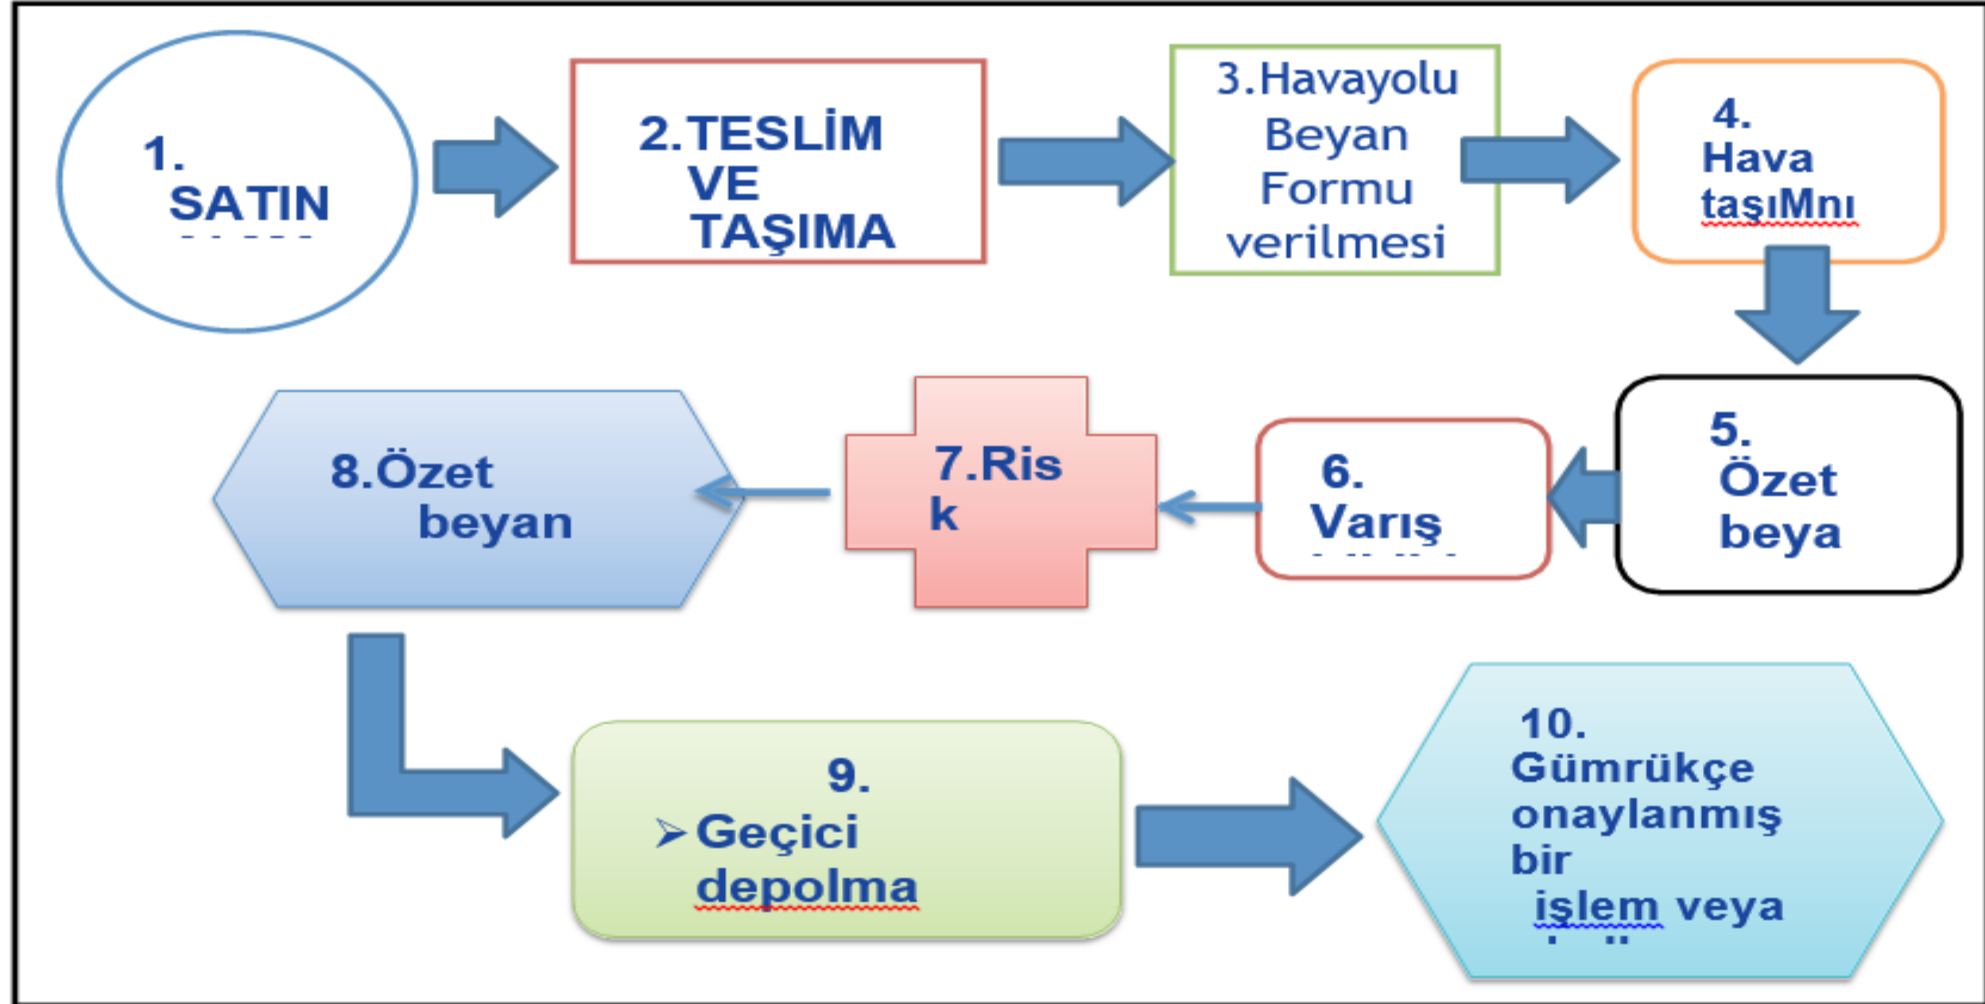 1.
SATIN
2.TESLİM
VE
TAŞIMA
3.Havayolu
Beyan
Formu
verilmesi
4.
Hava
taşıMnı
5.
Özet
beya
6.
Varış
7.Ris
k
8.Özet
beyan
9.
➢Geçici
depolma
10.
Gümrükçe
onaylanmış
bir
işlem veya